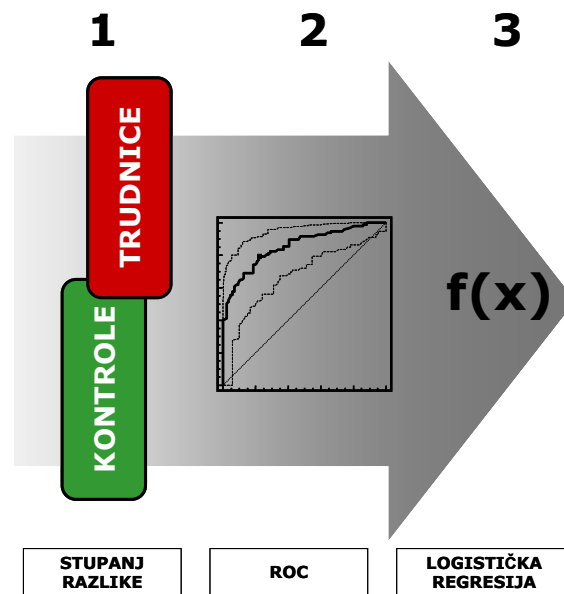 1 2 3
TRUDNICE
KONTROLE
f(x)
STUPANJ
RAZLIKE
ROC
LOGISTIČKA
REGRESIJA